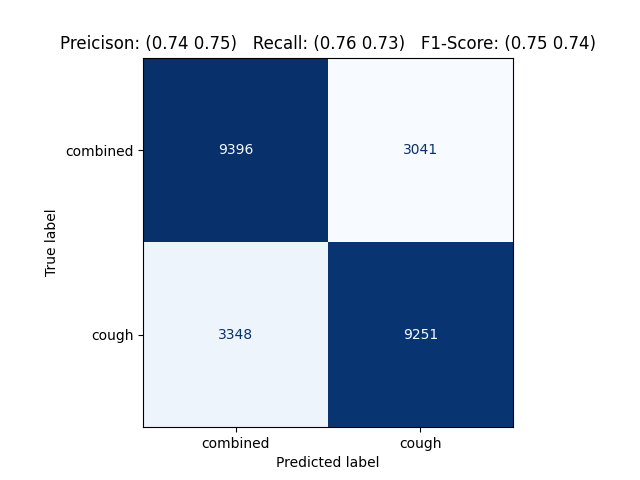 Preicison: (0.74 0.75)   Recall: (0.76 0.73)   F1-Score: (0.75 0.74)
combined
9396
3041
True label
cough
3348
9251
combined
cough
Predicted label